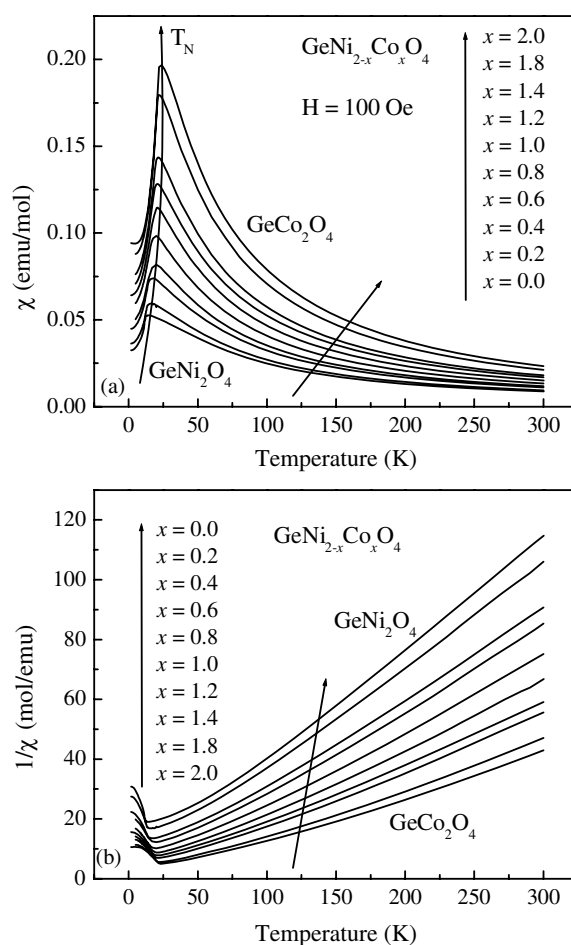 T_N
GeNi_{2-x}Co_xO_4
H = 100 Oe
x = 2.0
x = 1.8
x = 1.4
x = 1.2
x = 1.0
x = 0.8
x = 0.6
x = 0.4
x = 0.2
x = 0.0
GeCo_2O_4
GeNi_2O_4
(a)
χ (emu/mol)
0.20
0.15
0.10
0.05
0.00
0 50 100 150 200 250 300
Temperature (K)
GeNi_{2-x}Co_xO_4
x = 0.0
x = 0.2
x = 0.4
x = 0.6
x = 0.8
x = 1.0
x = 1.2
x = 1.4
x = 1.8
x = 2.0
GeNi_2O_4
GeCo_2O_4
(b)
1/χ (mol/emu)
120
100
80
60
40
20
0
0 50 100 150 200 250 300
Temperature (K)